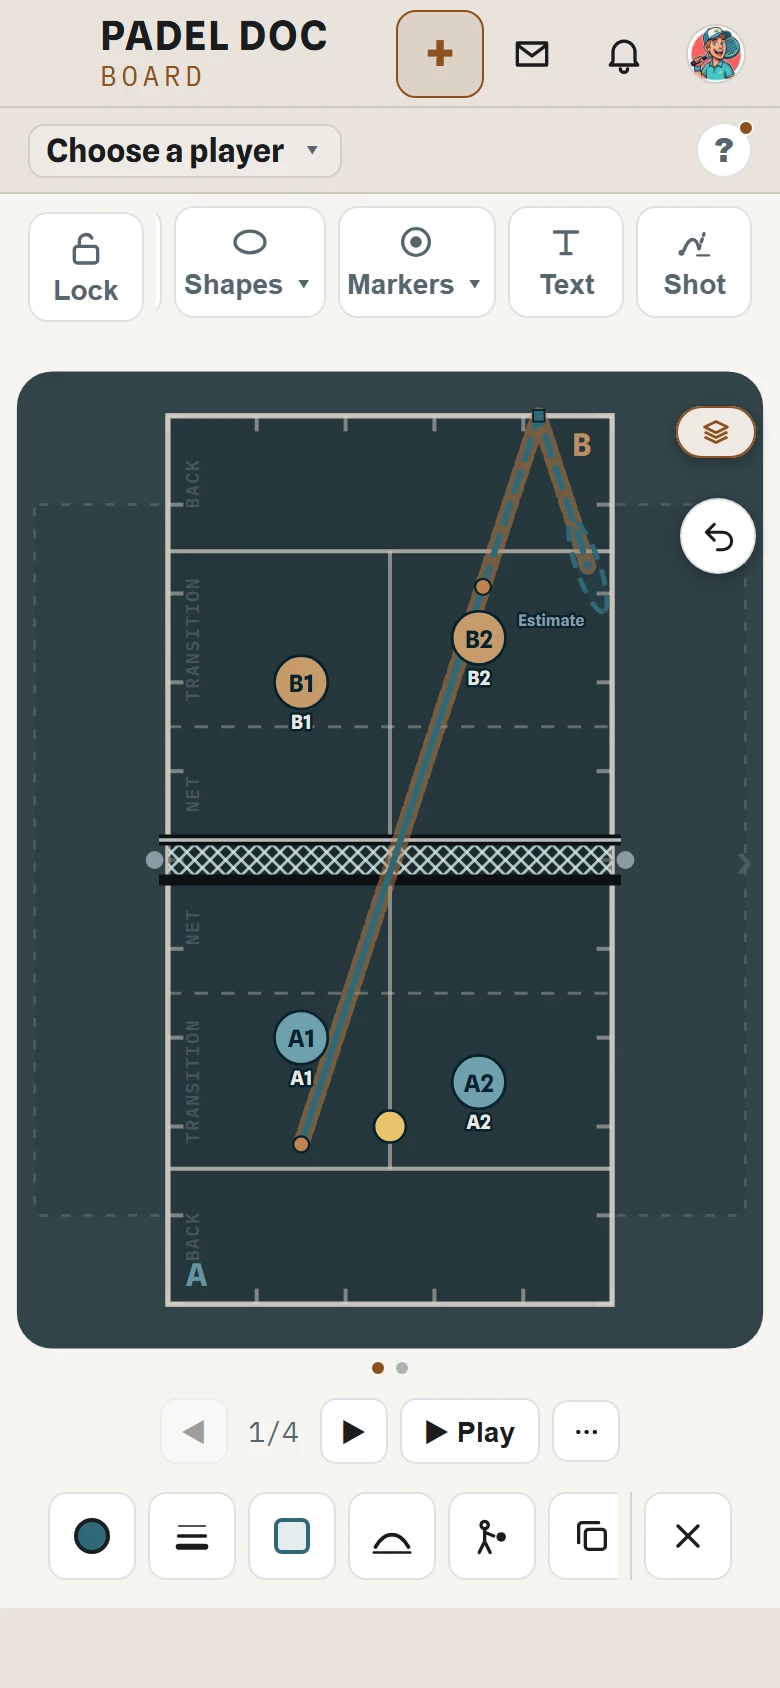 PADEL DOC
BOARD
Choose a player ▼
?
Lock
Shapes ▼
Markers ▼
Text
Shot
B
BACK
TRANSITION
Estimate
B2
B2
B1
B1
NET
NET
A1
A1
A2
A2
TRANSITION
BACK
A
1/4
Play
...